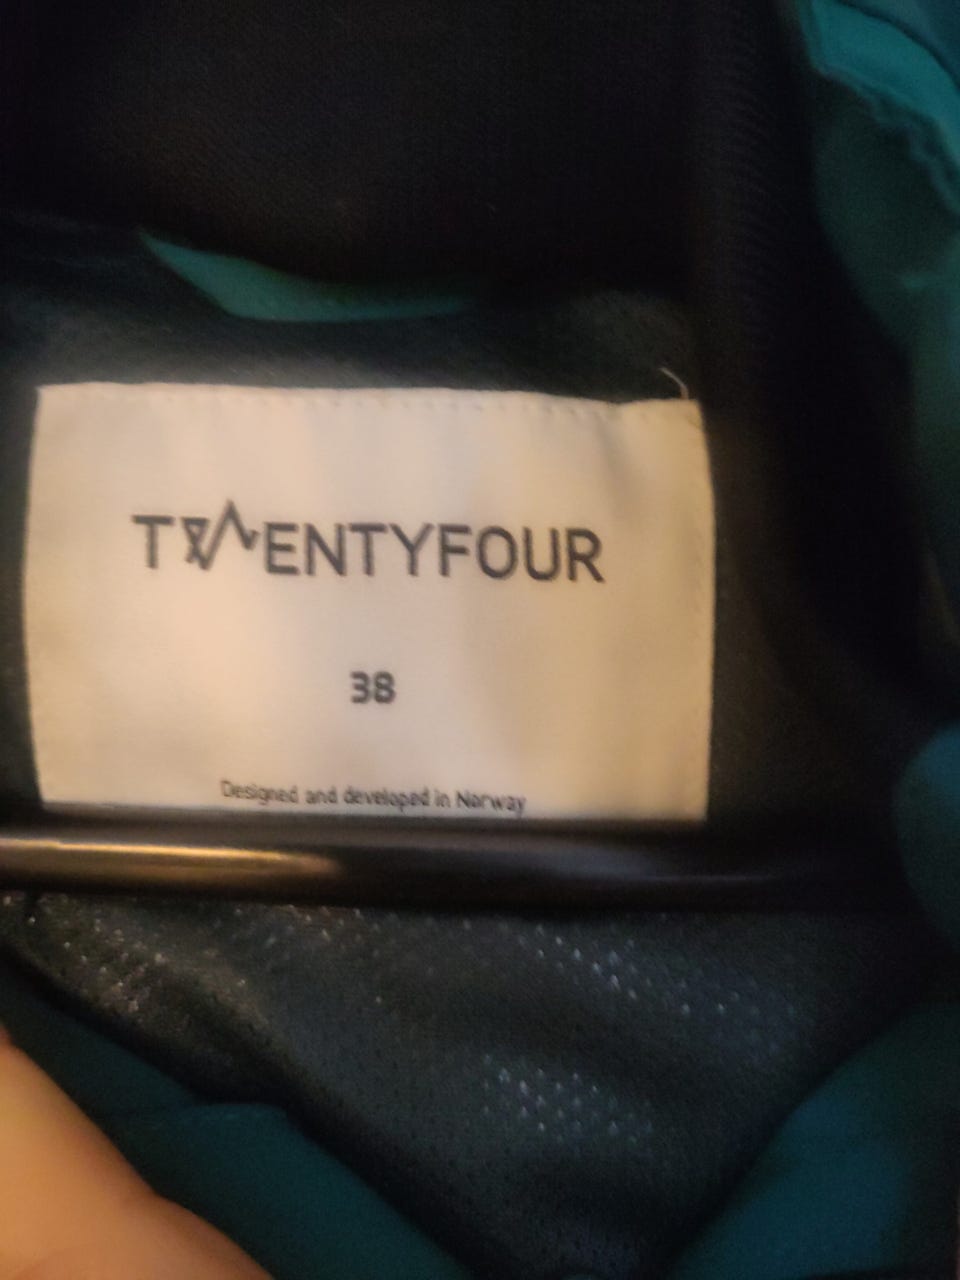 TWENTYFOUR
38
Designed and developed in Norway